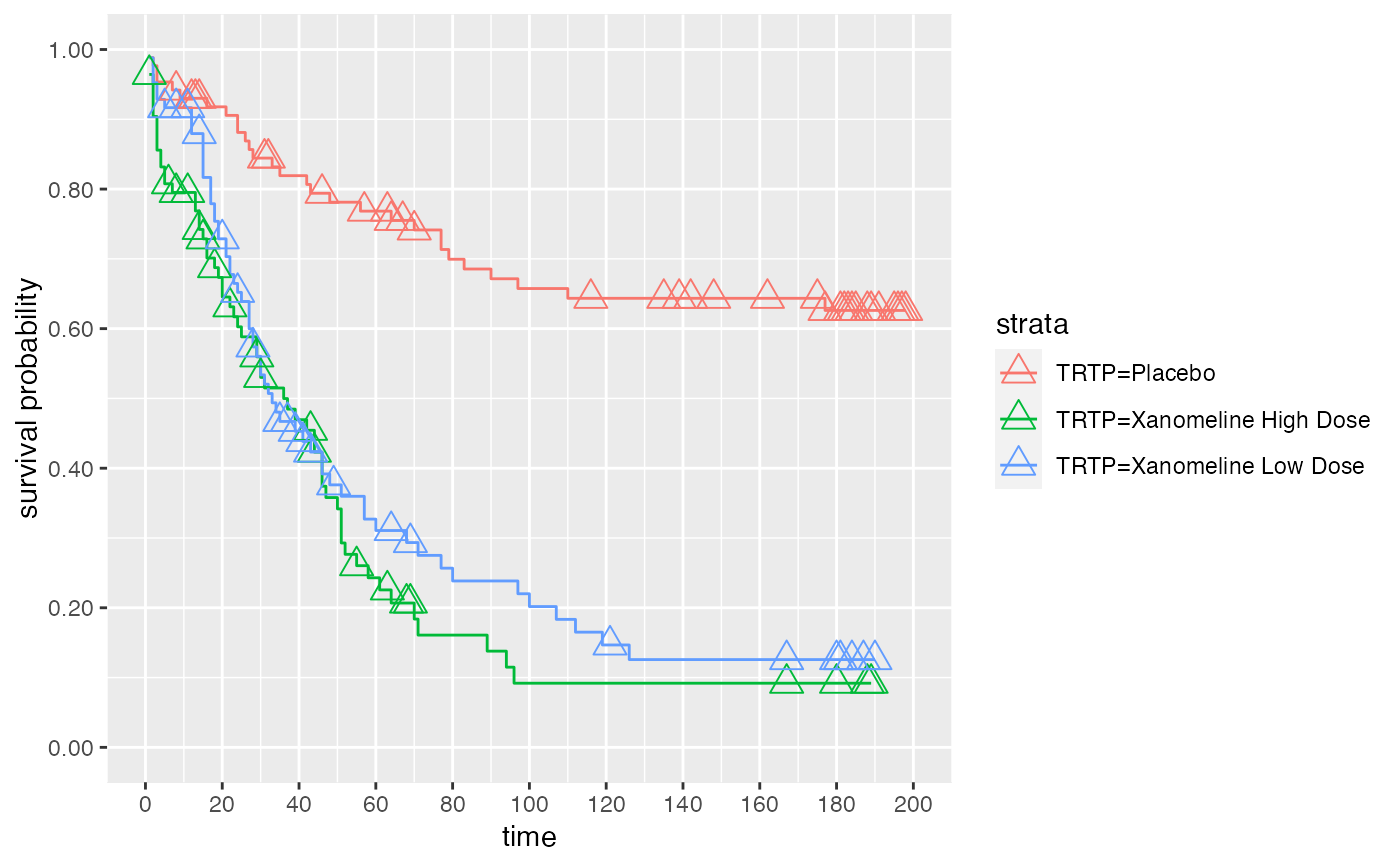 survival probability
1.00
0.80
0.60
0.40
0.20
0.00
0 20 40 60 80 100 120 140 160 180 200
time
strata
TRTP=Placebo
TRTP=Xanomeline High Dose
TRTP=Xanomeline Low Dose